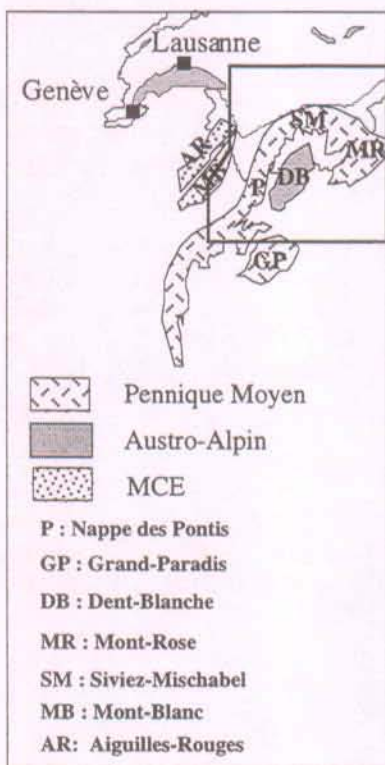 Lausanne
Genève
SM
AR
MR
MB
P
DB
GP
Pennique Moyen
Austro-Alpin
MCE
P : Nappe des Pontis
GP : Grand-Paradis
DB : Dent-Blanche
MR : Mont-Rose
SM : Siviez-Mischabel
MB : Mont-Blanc
AR: Aiguilles-Rouges